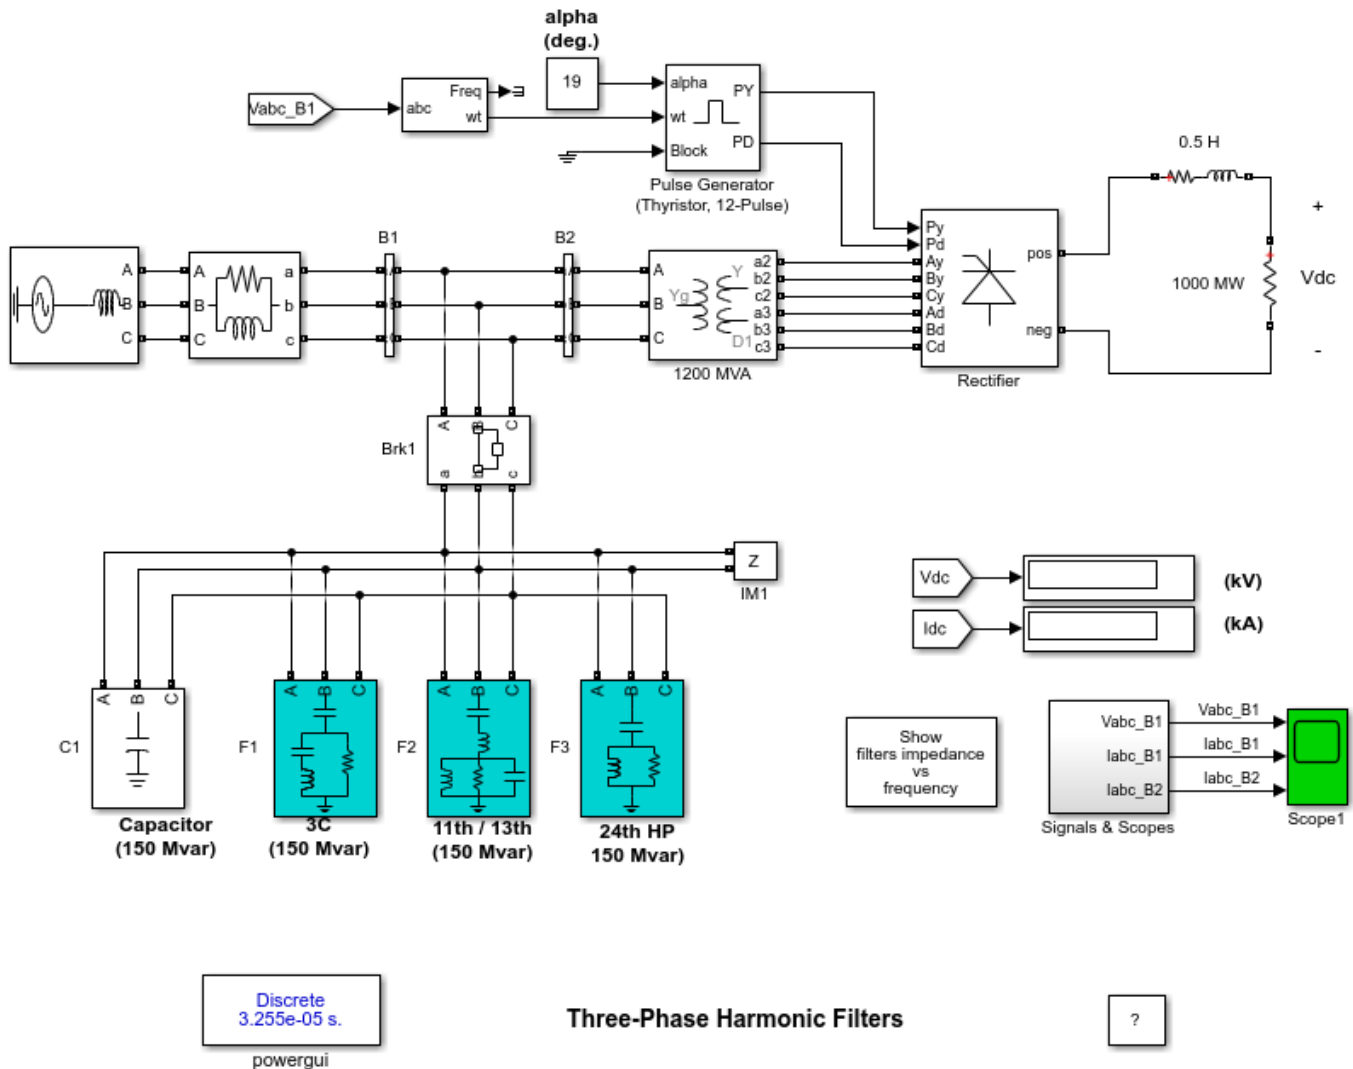 alpha
(deg.)
19
Vabc_B1
abc
Freq
wt
alpha
wt
Block
PY
PD
Pulse Generator
(Thyristor, 12-Pulse)
0.5 H
+
Vdc
-
1000 MW
A
B
C
A
B
C
a
b
c
B1
B2
A
B
C
Yg
Y
D1
a2
b2
c2
a3
b3
c3
1200 MVA
Py
Pd
Ay
By
Cy
Ad
Bd
Cd
pos
neg
Rectifier
Brk1
A
B
C
a
b
c
Z
IM1
Vdc
(kV)
Idc
(kA)
C1
A
B
C
F1
A
B
C
F2
A
B
C
F3
A
B
C
Capacitor
(150 Mvar)
3C
(150 Mvar)
11th / 13th
(150 Mvar)
24th HP
150 Mvar)
Show
filters impedance
vs
frequency
Vabc_B1
Iabc_B1
Iabc_B2
Signals & Scopes
Vabc_B1
Iabc_B1
Iabc_B2
Scope1
Discrete
3.255e-05 s.
powergui
Three-Phase Harmonic Filters
?